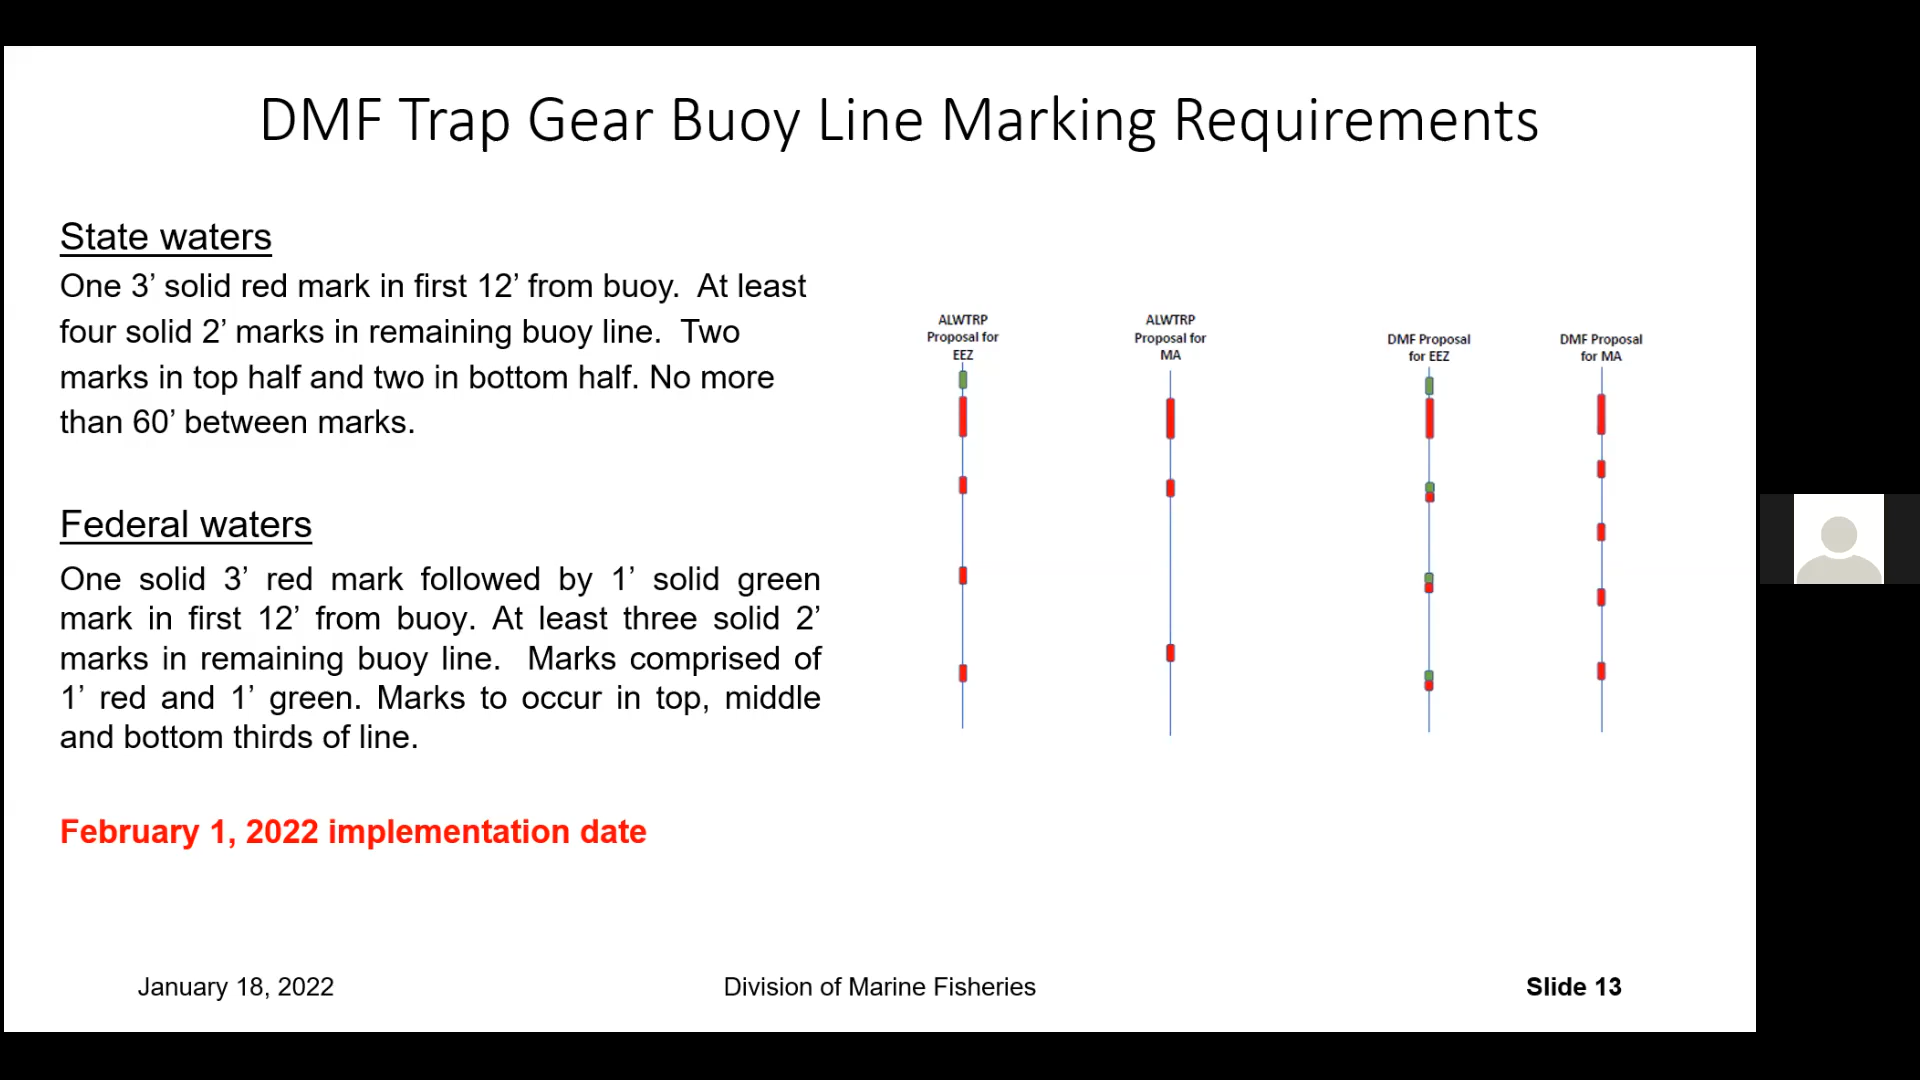 DMF Trap Gear Buoy Line Marking Requirements
State waters
One 3’ solid red mark in first 12’ from buoy.  At least
four solid 2’ marks in remaining buoy line.  Two
marks in top half and two in bottom half. No more
than 60’ between marks.
Federal waters
One solid 3’ red mark followed by 1’ solid green
mark in first 12’ from buoy. At least three solid 2’
marks in remaining buoy line.  Marks comprised of
1’ red and 1’ green. Marks to occur in top, middle
and bottom thirds of line.
February 1, 2022 implementation date
ALWTRP
Proposal for
EEZ
ALWTRP
Proposal for
MA
DMF Proposal
for EEZ
DMF Proposal
for MA
January 18, 2022
Division of Marine Fisheries
Slide 13